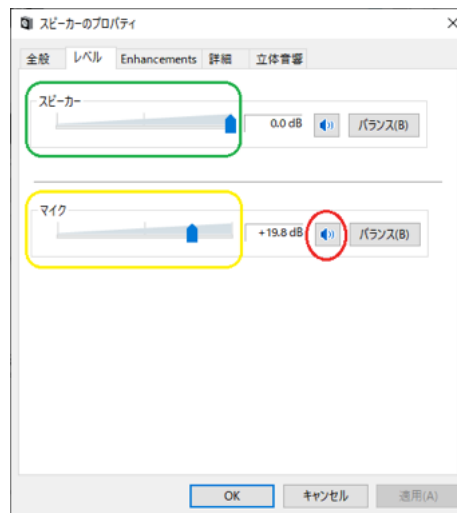 スピーカーのプロパティ
全般 レベル Enhancements 詳細 立体音響
スピーカー
0.0 dB バランス(B)
マイク
+19.8 dB バランス(B)
OK キャンセル 適用(A)